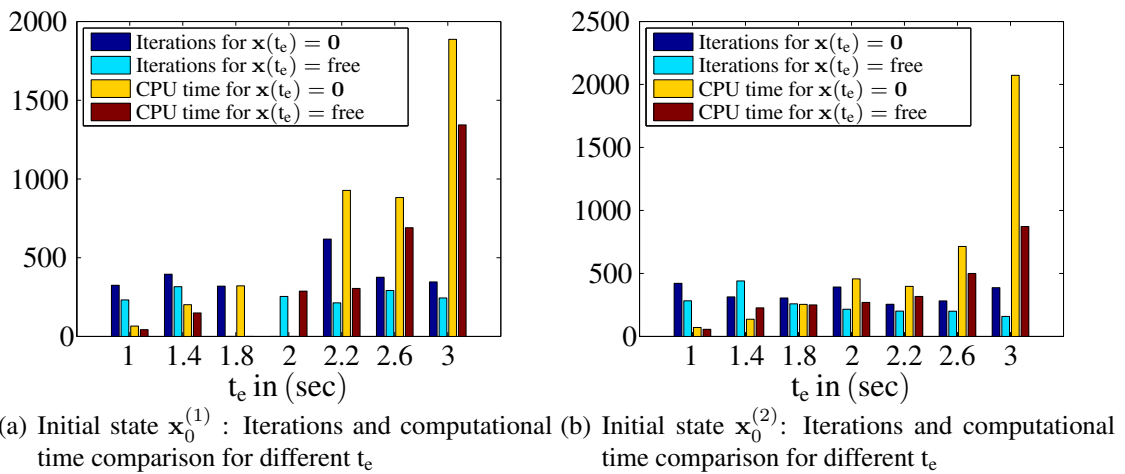 2000
1500
1000
500
0
Iterations for x(tₑ) = 0
Iterations for x(tₑ) = free
CPU time for x(tₑ) = 0
CPU time for x(tₑ) = free
1 1.4 1.8 2 2.2 2.6 3
tₑ in (sec)
(a) Initial state x₀⁽¹⁾ : Iterations and computational
time comparison for different tₑ
2500
2000
1500
1000
500
0
Iterations for x(tₑ) = 0
Iterations for x(tₑ) = free
CPU time for x(tₑ) = 0
CPU time for x(tₑ) = free
1 1.4 1.8 2 2.2 2.6 3
tₑ in (sec)
(b) Initial state x₀⁽²⁾: Iterations and computational
time comparison for different tₑ